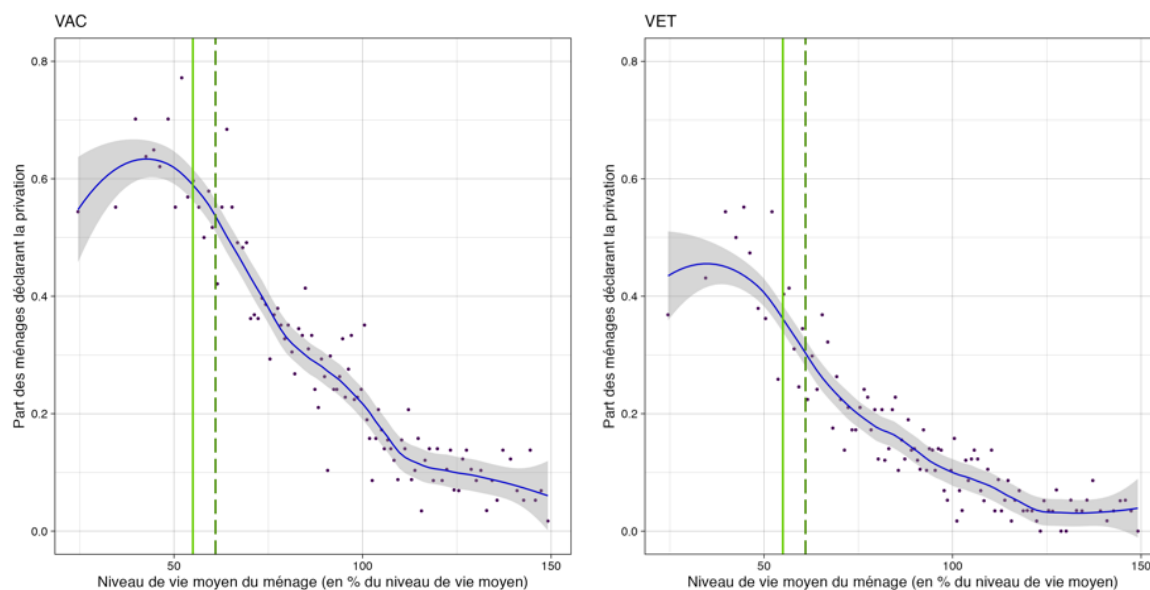 VAC
Part des ménages déclarant la privation
0.8
0.6
0.4
0.2
0.0
50
100
150
Niveau de vie moyen du ménage (en % du niveau de vie moyen)
VET
Part des ménages déclarant la privation
0.8
0.6
0.4
0.2
0.0
50
100
150
Niveau de vie moyen du ménage (en % du niveau de vie moyen)